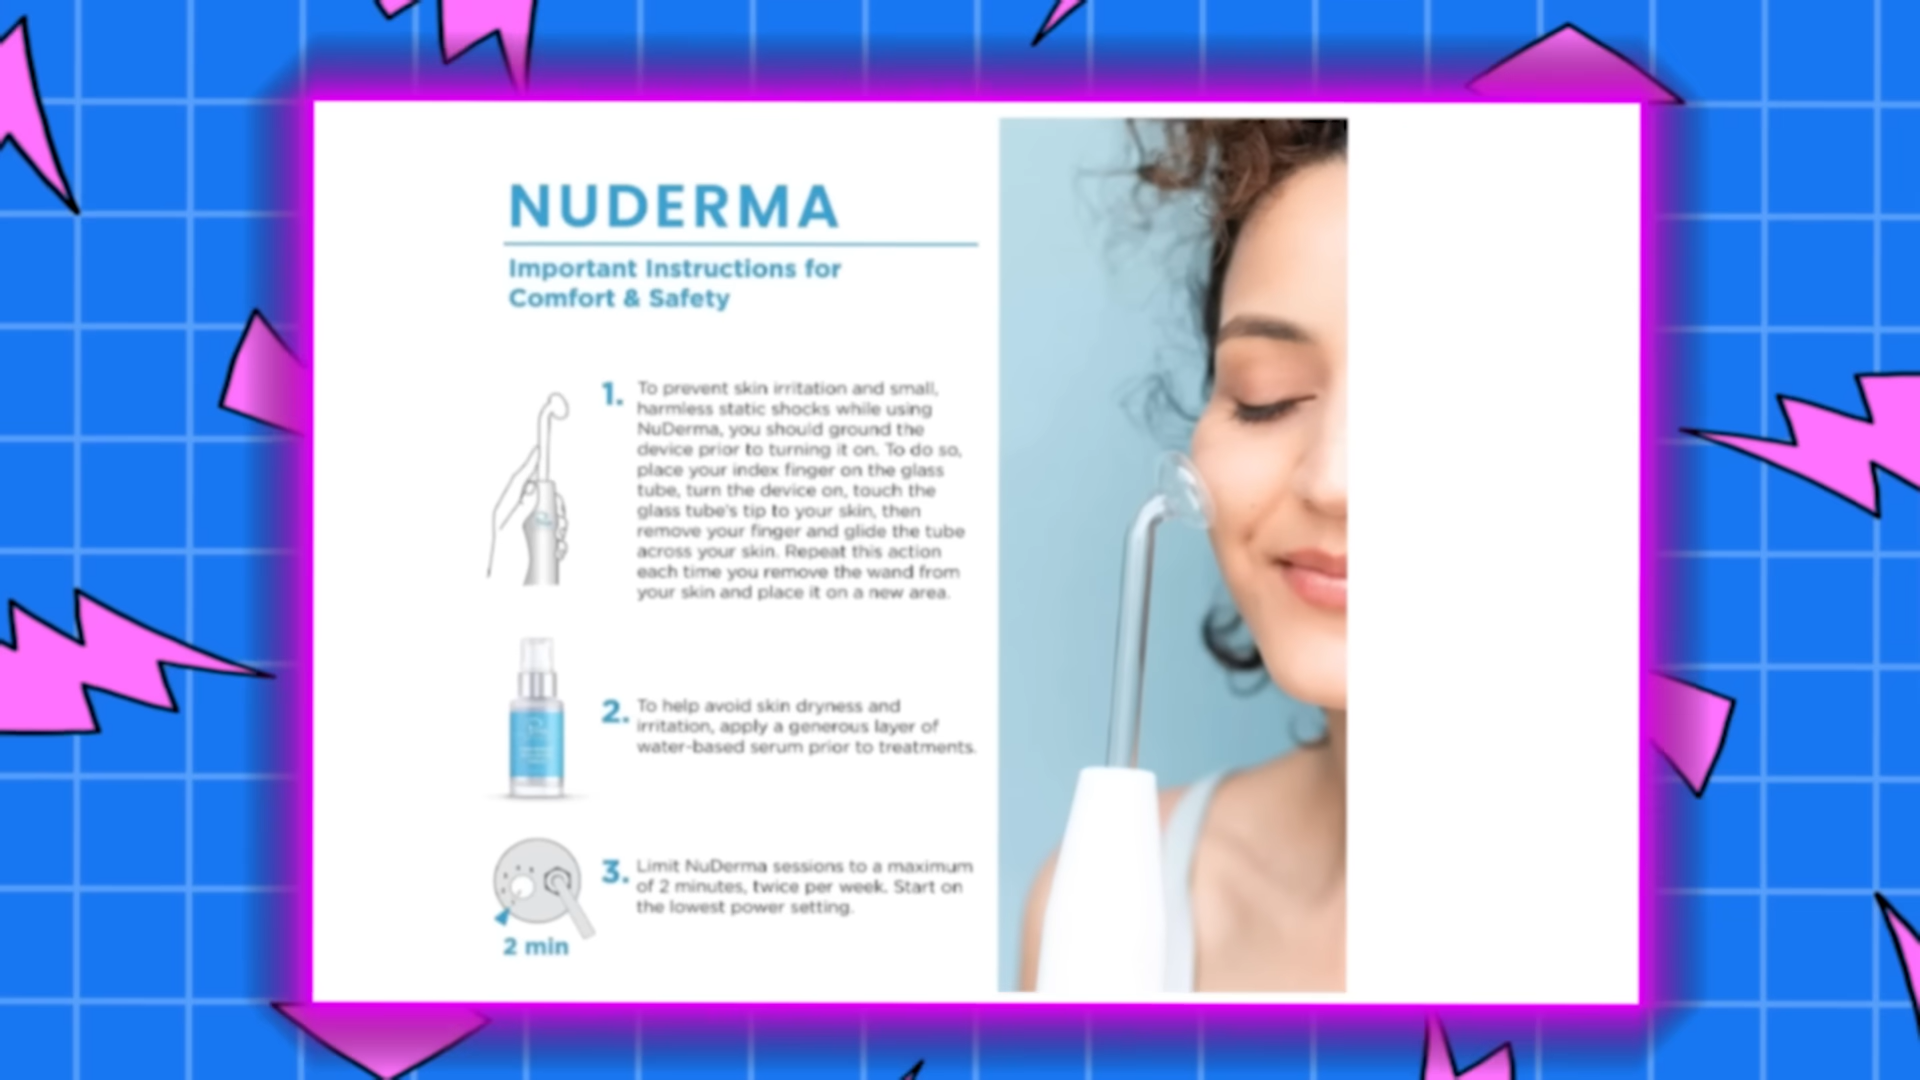 NUDERMA
Important Instructions for
Comfort & Safety
1. To prevent skin irritation and small,
harmless static shocks while using
NuDerma, you should ground the
device prior to turning it on. To do so,
place your index finger on the glass
tube, turn the device on, touch the
glass tube's tip to your skin, then
remove your finger and glide the tube
across your skin. Repeat this action
each time you remove the wand from
your skin and place it on a new area.
2. To help avoid skin dryness and
irritation, apply a generous layer of
water-based serum prior to treatments.
3. Limit NuDerma sessions to a maximum
of 2 minutes, twice per week. Start on
the lowest power setting.
2 min